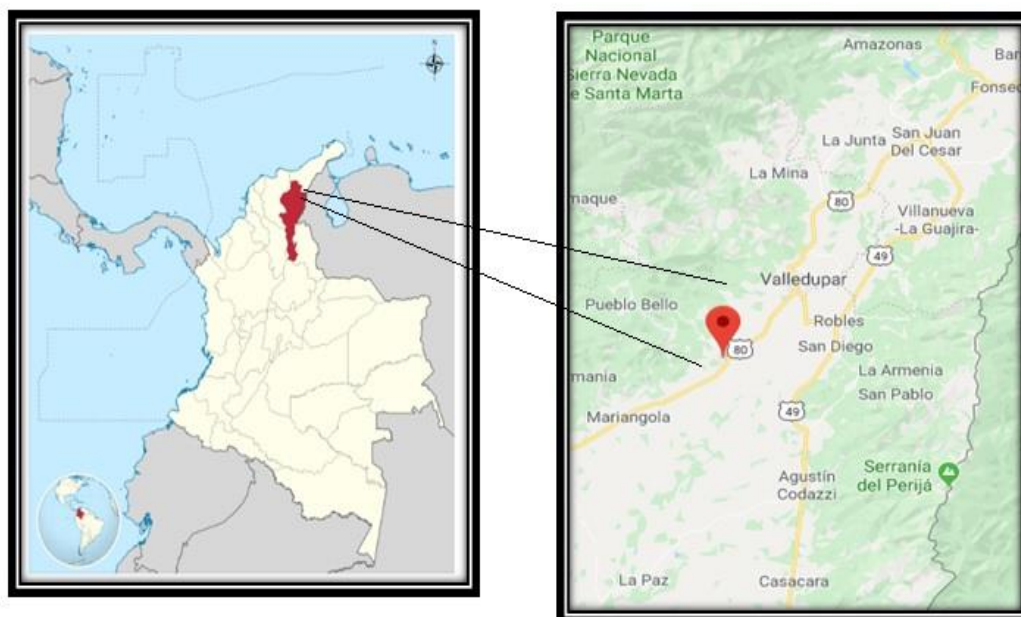 Parque
Nacional
Sierra Nevada
e Santa Marta
Amazonas
Bar
Fonsec
La Junta
San Juan
Del Cesar
La Mina
maque
80
Villanueva
-La Guajira-
49
Valledupar
Pueblo Bello
Robles
80
San Diego
La Armenia
mania
San Pablo
49
Mariangola
Serranía
del Perijá
Agustín
Codazzi
La Paz
Casacara